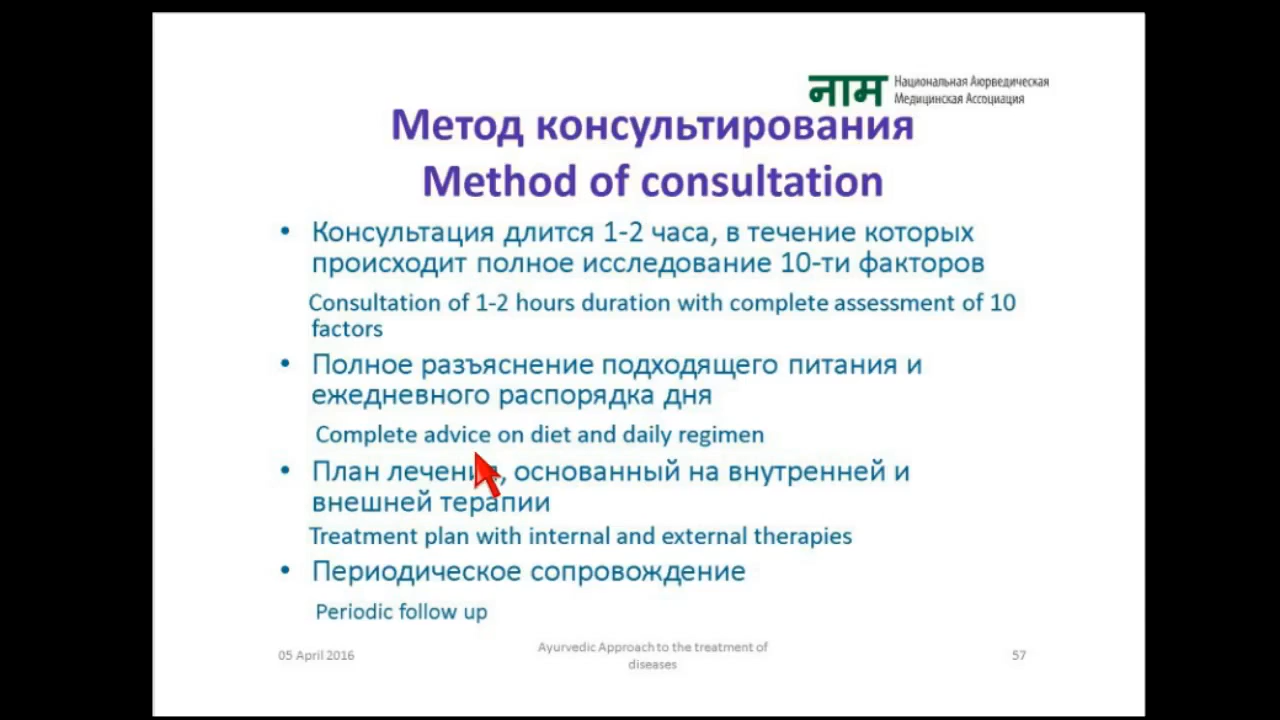 नाम Национальная Аюрведическая
Медицинская Ассоциация
Метод консультирования
Method of consultation
• Консультация длится 1-2 часа, в течение которых
происходит полное исследование 10-ти факторов
Consultation of 1-2 hours duration with complete assessment of 10
factors
• Полное разъяснение подходящего питания и
ежедневного распорядка дня
Complete advice on diet and daily regimen
• План лечения, основанный на внутренней и
внешней терапии
Treatment plan with internal and external therapies
• Периодическое сопровождение
Periodic follow up
05 April 2016
Ayurvedic Approach to the treatment of
diseases
57